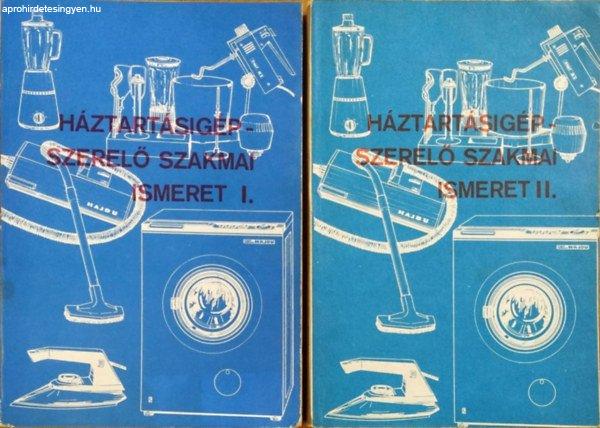 aprohirdetesingyen.hu
HÁZTARTÁSIGÉP-
SZERELŐ SZAKMAI
ISMERET I.
HAJDU
HÁZTARTÁSIGÉP-
SZERELŐ SZAKMAI
ISMERET II.
HAJDU